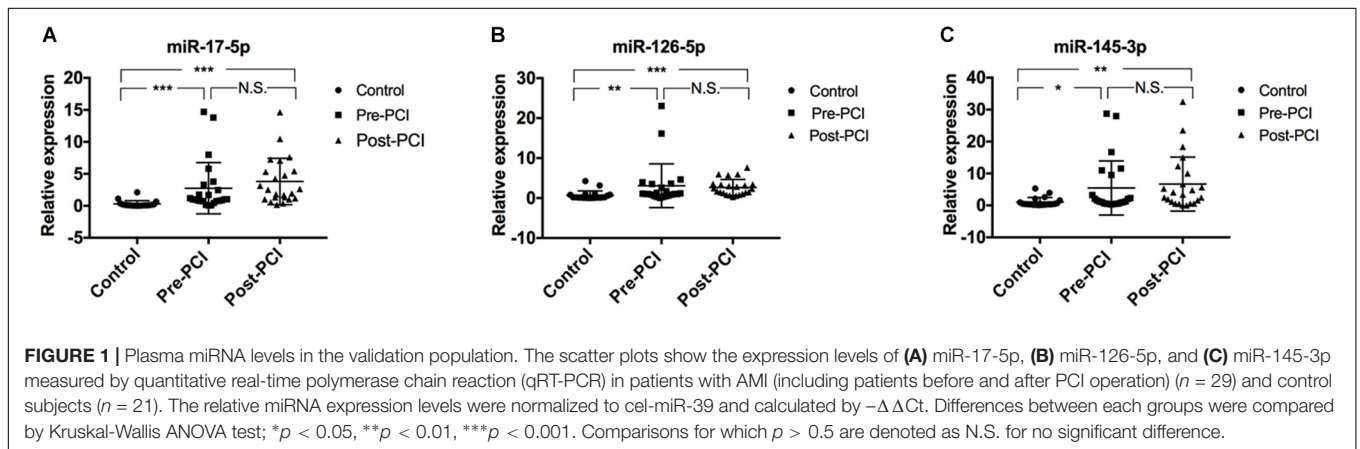 A
miR-17-5p
***
***
N.S.
Relative expression
20
15
10
5
0
-5
Control
Pre-PCI
Post-PCI
Control
Pre-PCI
Post-PCI
B
miR-126-5p
***
**
N.S.
Relative expression
30
20
10
0
-10
Control
Pre-PCI
Post-PCI
Control
Pre-PCI
Post-PCI
C
miR-145-3p
**
*
N.S.
Relative expression
40
30
20
10
0
-10
Control
Pre-PCI
Post-PCI
Control
Pre-PCI
Post-PCI
FIGURE 1 | Plasma miRNA levels in the validation population. The scatter plots show the expression levels of (A) miR-17-5p, (B) miR-126-5p, and (C) miR-145-3p
measured by quantitative real-time polymerase chain reaction (qRT-PCR) in patients with AMI (including patients before and after PCI operation) (n = 29) and control
subjects (n = 21). The relative miRNA expression levels were normalized to cel-miR-39 and calculated by −Δ ΔCt. Differences between each groups were compared
by Kruskal-Wallis ANOVA test; *p < 0.05, **p < 0.01, ***p < 0.001. Comparisons for which p > 0.5 are denoted as N.S. for no significant difference.